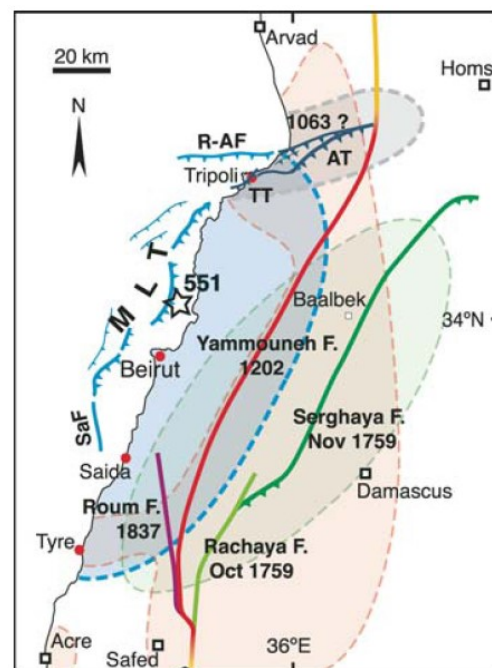 Arvad
20 km
Homs
N
1063 ?
R-AF
AT
Tripoli
TT
MLT
551
Baalbek
34ºN
Yammouneh F.
1202
Beirut
SaF
Serghaya F.
Nov 1759
Saida
Damascus
Roum F.
1837
Tyre
Rachaya F.
Oct 1759
Acre
Safed
36ºE